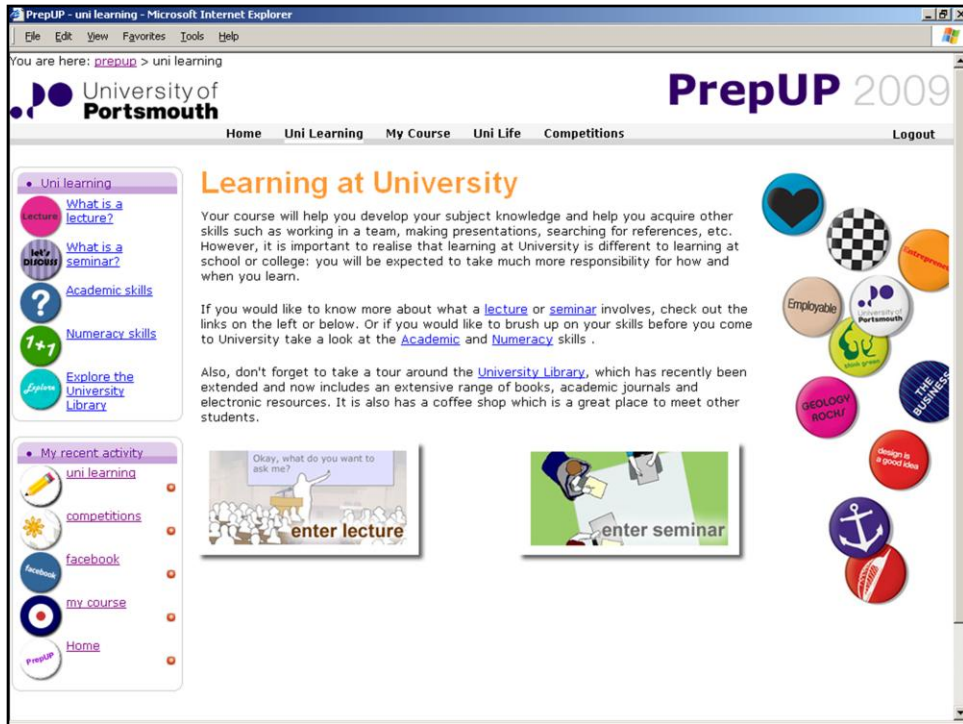 PrepUP - uni learning - Microsoft Internet Explorer
File Edit View Favorites Tools Help
You are here: prepup > uni learning
University of
Portsmouth
PrepUP 2009
Home Uni Learning My Course Uni Life Competitions Logout
Uni learning
Lecture
What is a
lecture?
let's
DISCUSS
What is a
seminar?
?
Academic skills
1+1
Numeracy skills
Explore
Explore the
University
Library
My recent activity
uni learning
competitions
facebook
facebook
my course
PrepUP
Home
Learning at University
Your course will help you develop your subject knowledge and help you acquire other
skills such as working in a team, making presentations, searching for references, etc.
However, it is important to realise that learning at University is different to learning at
school or college: you will be expected to take much more responsibility for how and
when you learn.
If you would like to know more about what a lecture or seminar involves, check out the
links on the left or below. Or if you would like to brush up on your skills before you come
to University take a look at the Academic and Numeracy skills .
Also, don't forget to take a tour around the University Library, which has recently been
extended and now includes an extensive range of books, academic journals and
electronic resources. It is also has a coffee shop which is a great place to meet other
students.
Okay, what do you want to
ask me?
enter lecture
enter seminar
Employable
University of
Portsmouth
think green
GEOLOGY
ROCKS
THE
BUSINESS
design is
a good idea